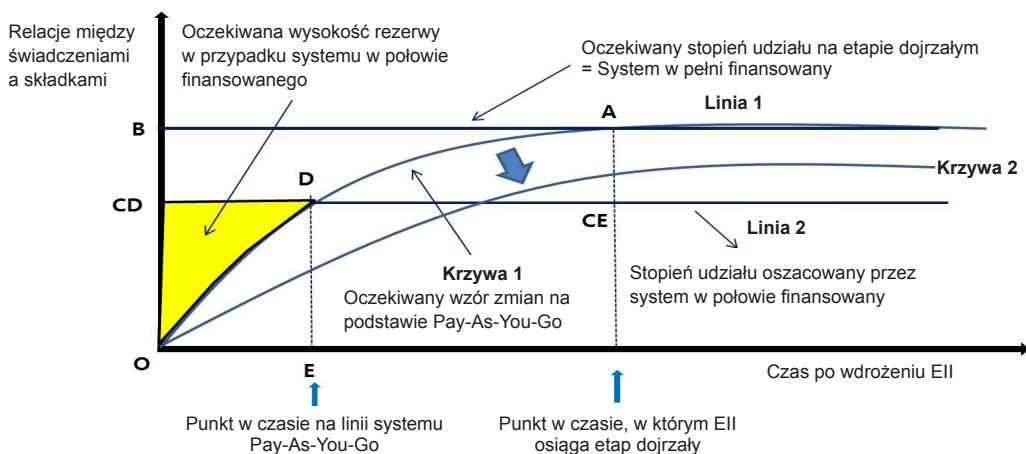 Relacje między
świadczeniami
a składkami
Oczekiwana wysokość rezerwy
w przypadku systemu w połowie
finansowanego
Oczekiwany stopień udziału na etapie dojrzałym
= System w pełni finansowany
Linia 1
A
B
Krzywa 2
D
CD
CE
Linia 2
Krzywa 1
Oczekiwany wzór zmian na
podstawie Pay-As-You-Go
Stopień udziału oszacowany przez
system w połowie finansowany
O
E
Czas po wdrożeniu EII
Punkt w czasie na linii systemu
Pay-As-You-Go
Punkt w czasie, w którym EII
osiąga etap dojrzały